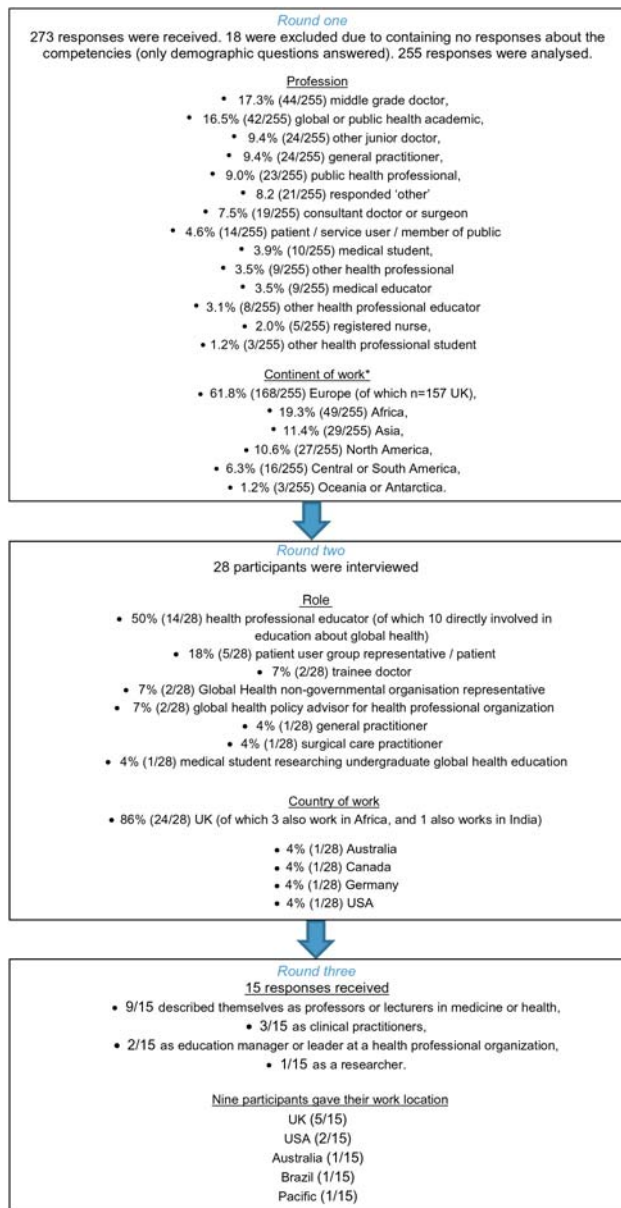 Round one
273 responses were received. 18 were excluded due to containing no responses about the
competencies (only demographic questions answered). 255 responses were analysed.
Profession
• 17.3% (44/255) middle grade doctor,
• 16.5% (42/255) global or public health academic,
• 9.4% (24/255) other junior doctor,
• 9.4% (24/255) general practitioner,
• 9.0% (23/255) public health professional,
• 8.2 (21/255) responded ‘other’
• 7.5% (19/255) consultant doctor or surgeon
• 4.6% (14/255) patient / service user / member of public
• 3.9% (10/255) medical student,
• 3.5% (9/255) other health professional
• 3.5% (9/255) medical educator
• 3.1% (8/255) other health professional educator
• 2.0% (5/255) registered nurse,
• 1.2% (3/255) other health professional student
Continent of work*
• 61.8% (168/255) Europe (of which n=157 UK),
• 19.3% (49/255) Africa,
• 11.4% (29/255) Asia,
• 10.6% (27/255) North America,
• 6.3% (16/255) Central or South America,
• 1.2% (3/255) Oceania or Antarctica.
Round two
28 participants were interviewed
Role
• 50% (14/28) health professional educator (of which 10 directly involved in
education about global health)
• 18% (5/28) patient user group representative / patient
• 7% (2/28) trainee doctor
• 7% (2/28) Global Health non-governmental organisation representative
• 7% (2/28) global health policy advisor for health professional organization
• 4% (1/28) general practitioner
• 4% (1/28) surgical care practitioner
• 4% (1/28) medical student researching undergraduate global health education
Country of work
• 86% (24/28) UK (of which 3 also work in Africa, and 1 also works in India)
• 4% (1/28) Australia
• 4% (1/28) Canada
• 4% (1/28) Germany
• 4% (1/28) USA
Round three
15 responses received
• 9/15 described themselves as professors or lecturers in medicine or health,
• 3/15 as clinical practitioners,
• 2/15 as education manager or leader at a health professional organization,
• 1/15 as a researcher.
Nine participants gave their work location
UK (5/15)
USA (2/15)
Australia (1/15)
Brazil (1/15)
Pacific (1/15)